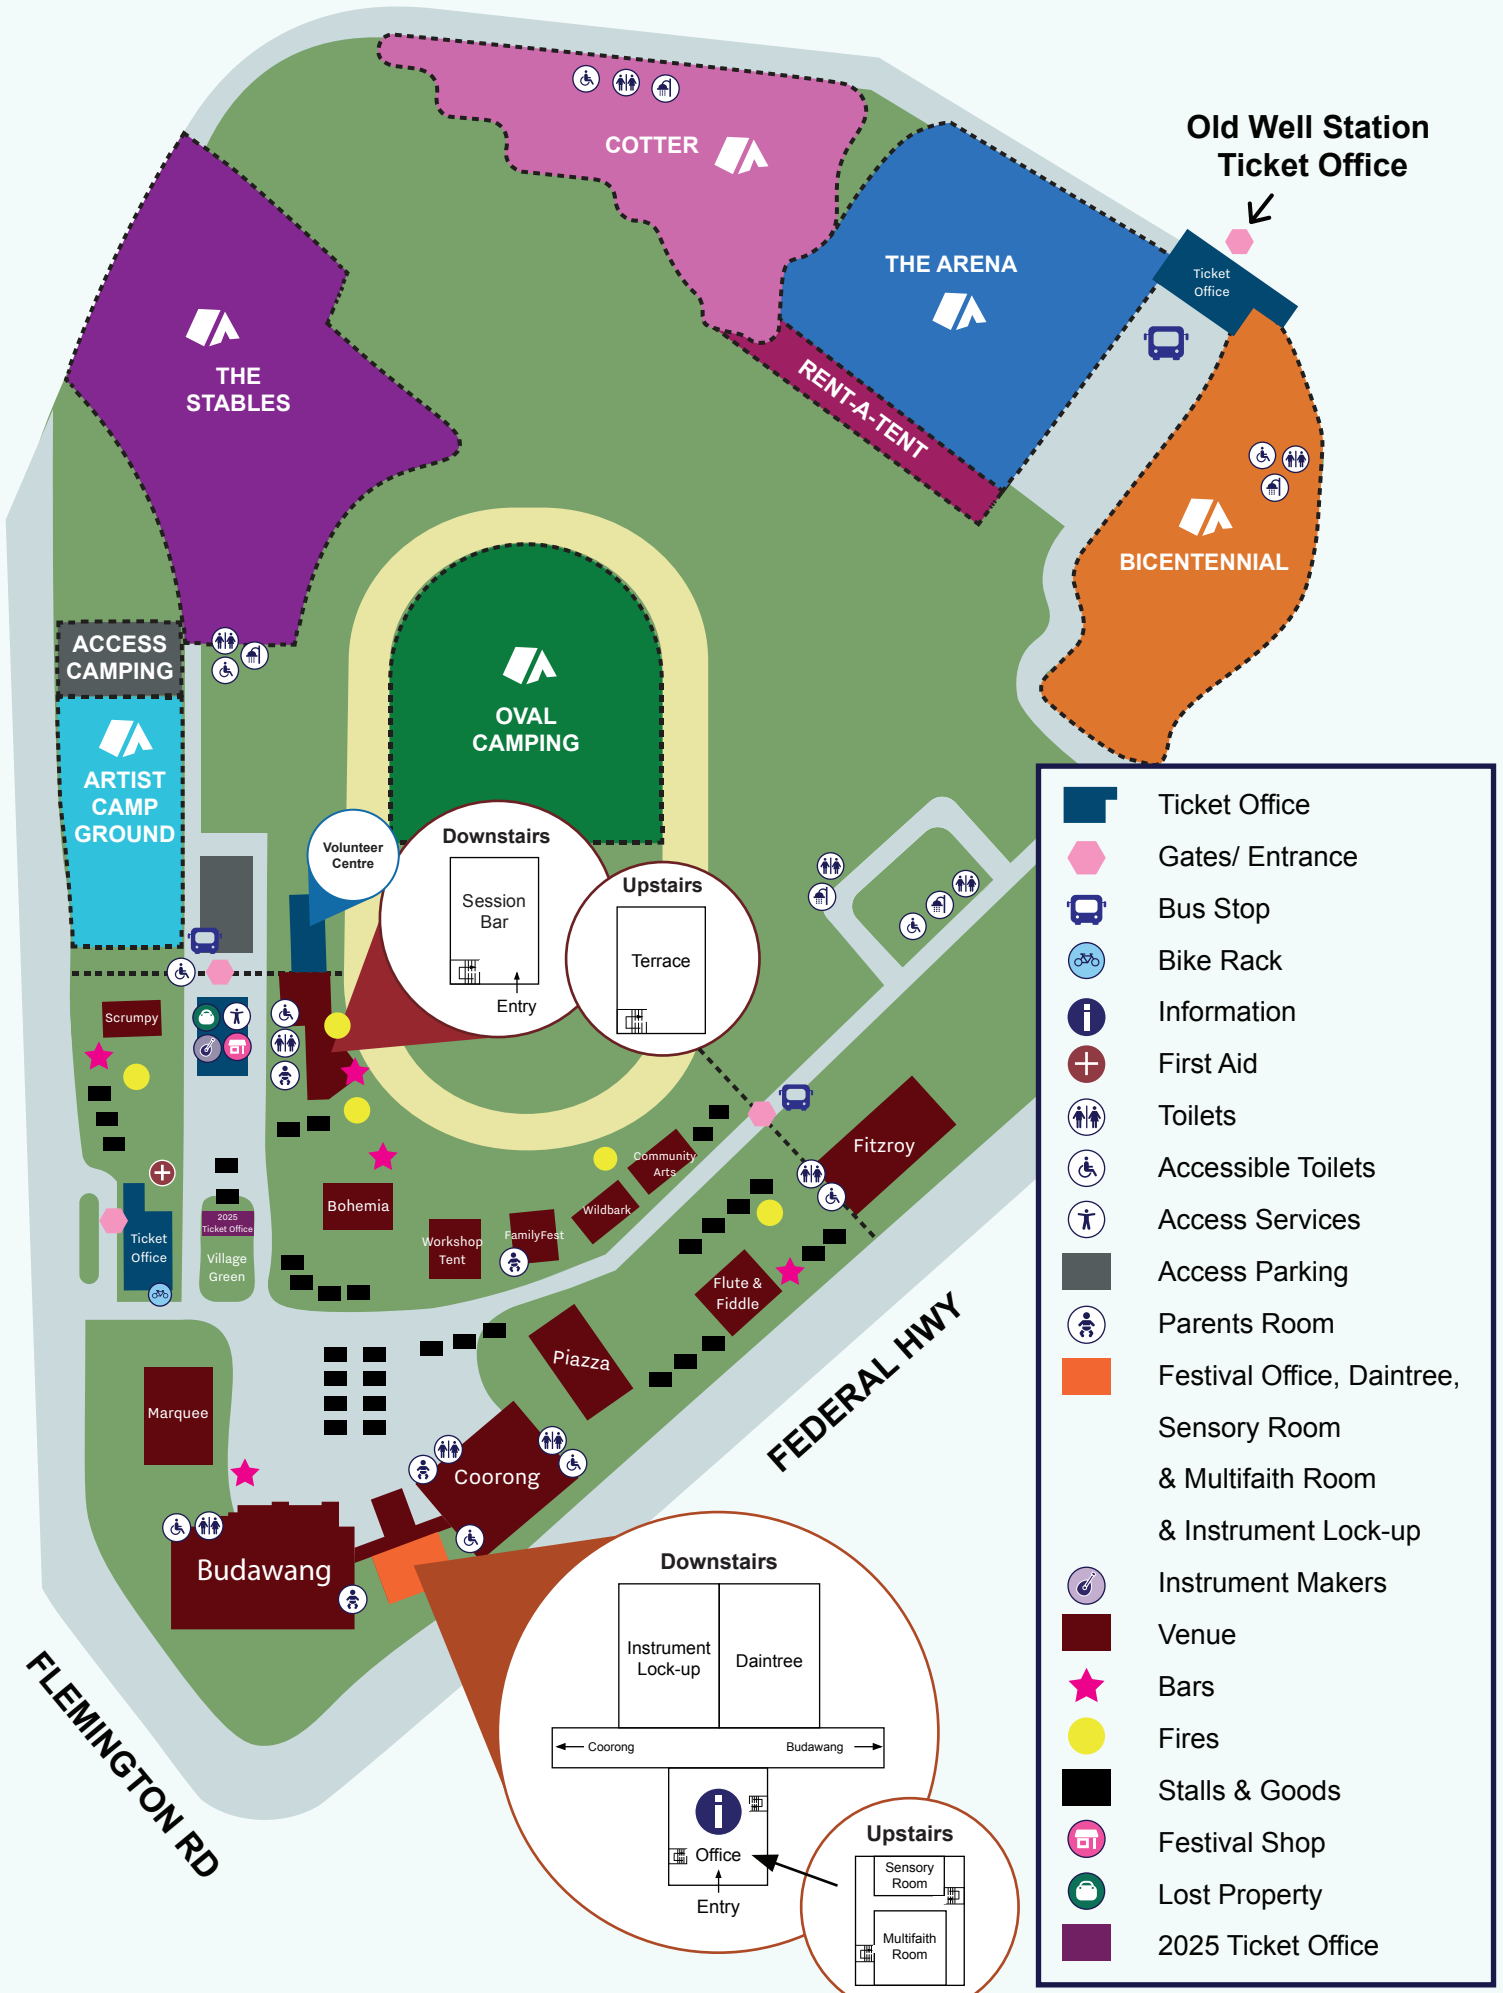 COTTER
Old Well Station
Ticket Office
THE ARENA
Ticket
Office
THE
STABLES
RENT-A-TENT
BICENTENNIAL
ACCESS
CAMPING
OVAL
CAMPING
ARTIST
CAMP
GROUND
Volunteer
Centre
Downstairs
Session
Bar
Entry
Upstairs
Terrace
Scrumpy
Community
Arts
Fitzroy
Bohemia
Wildbark
Workshop
Tent
FamilyFest
2025
Ticket Office
Village
Green
Ticket
Office
Flute &
Fiddle
Piazza
Marquee
FEDERAL HWY
Coorong
Budawang
FLEMINGTON RD
Downstairs
Instrument
Lock-up
Daintree
Coorong
Budawang
Office
Entry
Upstairs
Sensory
Room
Multifaith
Room
Ticket Office
Gates/ Entrance
Bus Stop
Bike Rack
Information
First Aid
Toilets
Accessible Toilets
Access Services
Access Parking
Parents Room
Festival Office, Daintree,
Sensory Room
& Multifaith Room
& Instrument Lock-up
Instrument Makers
Venue
Bars
Fires
Stalls & Goods
Festival Shop
Lost Property
2025 Ticket Office